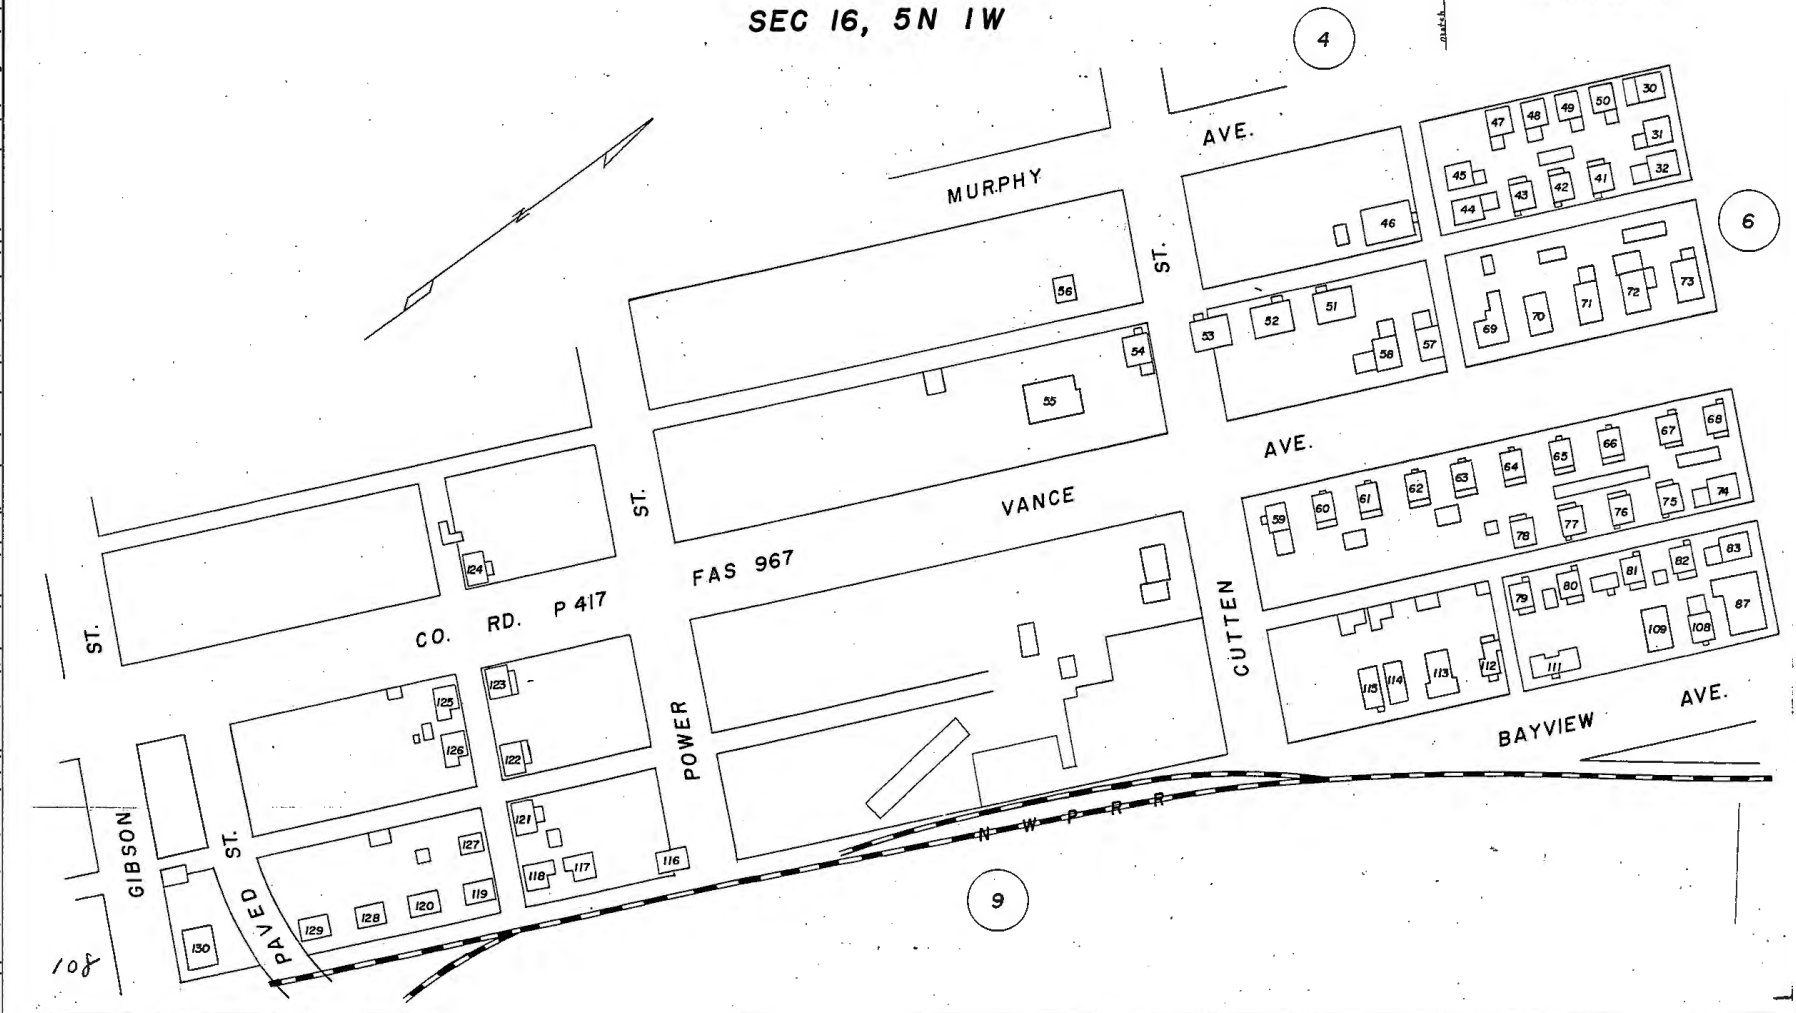 SEC 16, 5N 1W
match
4
MURPHY AVE.
47 48 49 50 30
31
45 44 43 42 41 32
46
6
ST.
56
53 52 51
58 57
69 70 71 72 73
54
55
ST.
VANCE AVE.
59 60 61 62 63 64 65 66 67 68
78 77 76 75 74
124
FAS 967
CO. RD. P 417
ST.
CUTTEN
79 80 81 82 83
87
109 108
111
115 114 113 112
BAYVIEW AVE.
123
125
126
122
POWER
121
118 117 116
N W P R R
GIBSON
ST.
PAVED
127
119
129 128 120
130
9
108